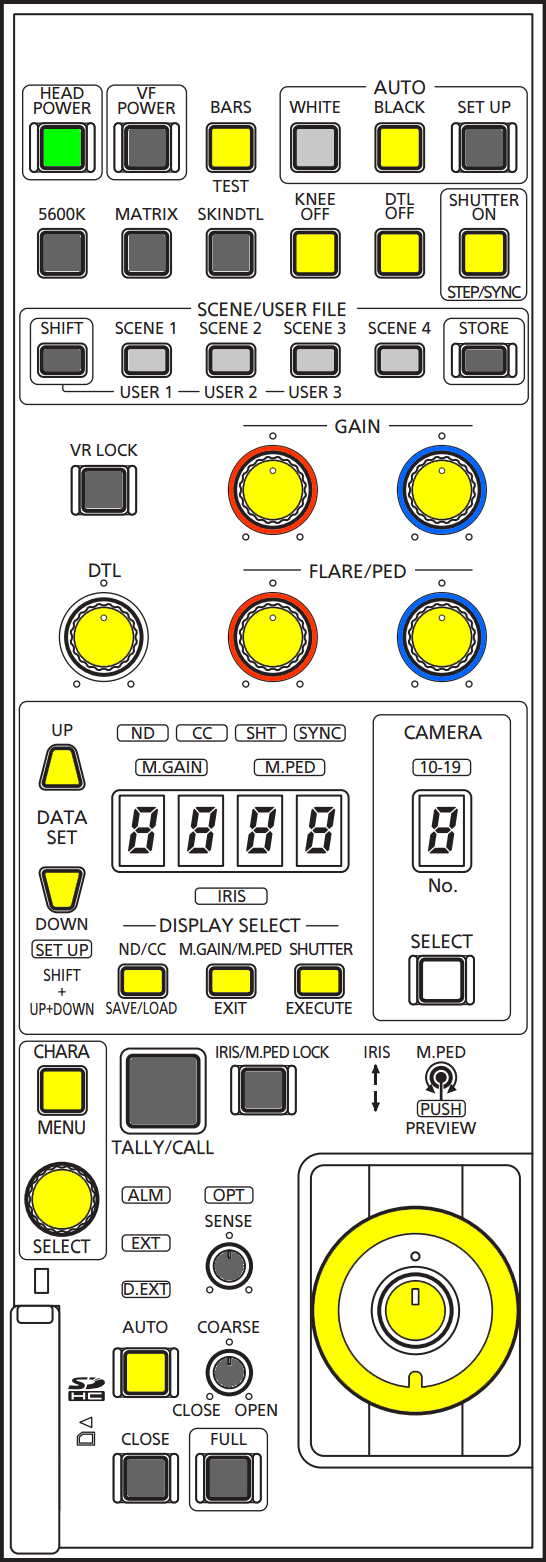 HEAD POWER
VF POWER
BARS
AUTO
WHITE
BLACK
SET UP
TEST
5600K
MATRIX
SKINDTL
KNEE OFF
DTL OFF
SHUTTER ON
STEP/SYNC
SCENE/USER FILE
SHIFT
SCENE 1
SCENE 2
SCENE 3
SCENE 4
STORE
USER 1
USER 2
USER 3
VR LOCK
GAIN
DTL
FLARE/PED
UP
DATA SET
DOWN
SET UP
SHIFT
+
UP+DOWN
ND
CC
SHT
SYNC
M.GAIN
M.PED
8 8 8 8
IRIS
DISPLAY SELECT
ND/CC
M.GAIN/M.PED
SHUTTER
SAVE/LOAD
EXIT
EXECUTE
CAMERA
10-19
8
No.
SELECT
CHARA
MENU
SELECT
TALLY/CALL
IRIS/M.PED LOCK
IRIS
M.PED
PUSH
PREVIEW
ALM
OPT
SENSE
EXT
D.EXT
AUTO
COARSE
CLOSE
OPEN
SD
HC
CLOSE
FULL